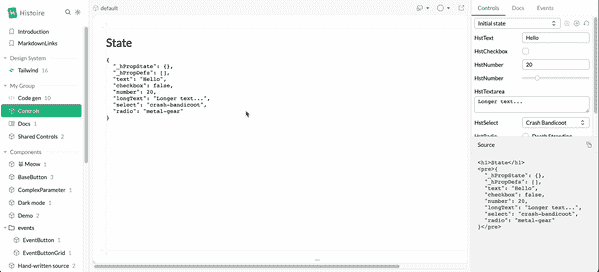 Histoire
Introduction
MarkdownLinks
Design System
Tailwind 16
My Group
Code gen 10
Controls
Docs 1
Shared Controls 2
Components
Meow 1
BaseButton 3
ComplexParameter 1
Dark mode 1
Demo 2
events
EventButton 1
EventButtonGrid 1
Hand-written source 2
default
State
{
"_hPropState": {},
"_hPropDefs": [],
"text": "Hello",
"checkbox": false,
"number": 20,
"longText": "Longer text...",
"select": "crash-bandicoot",
"radio": "metal-gear"
}
Controls Docs Events
Initial state
HstText Hello
HstCheckbox
HstNumber 20
HstNumber
HstTextarea
Longer text...
HstSelect Crash Bandicoot
HstRadio Death Stranding
Source
<h1>State</h1>
<pre>{
"_hPropState": {},
"_hPropDefs": [],
"text": "Hello",
"checkbox": false,
"number": 20,
"longText": "Longer text...",
"select": "crash-bandicoot",
"radio": "metal-gear"
}</pre>